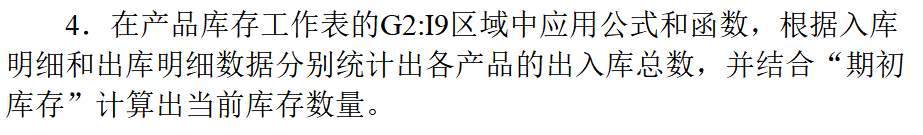 4．在产品库存工作表的G2:I9区域中应用公式和函数，根据入库
明细和出库明细数据分别统计出各产品的出入库总数，并结合“期初
库存”计算出当前库存数量。